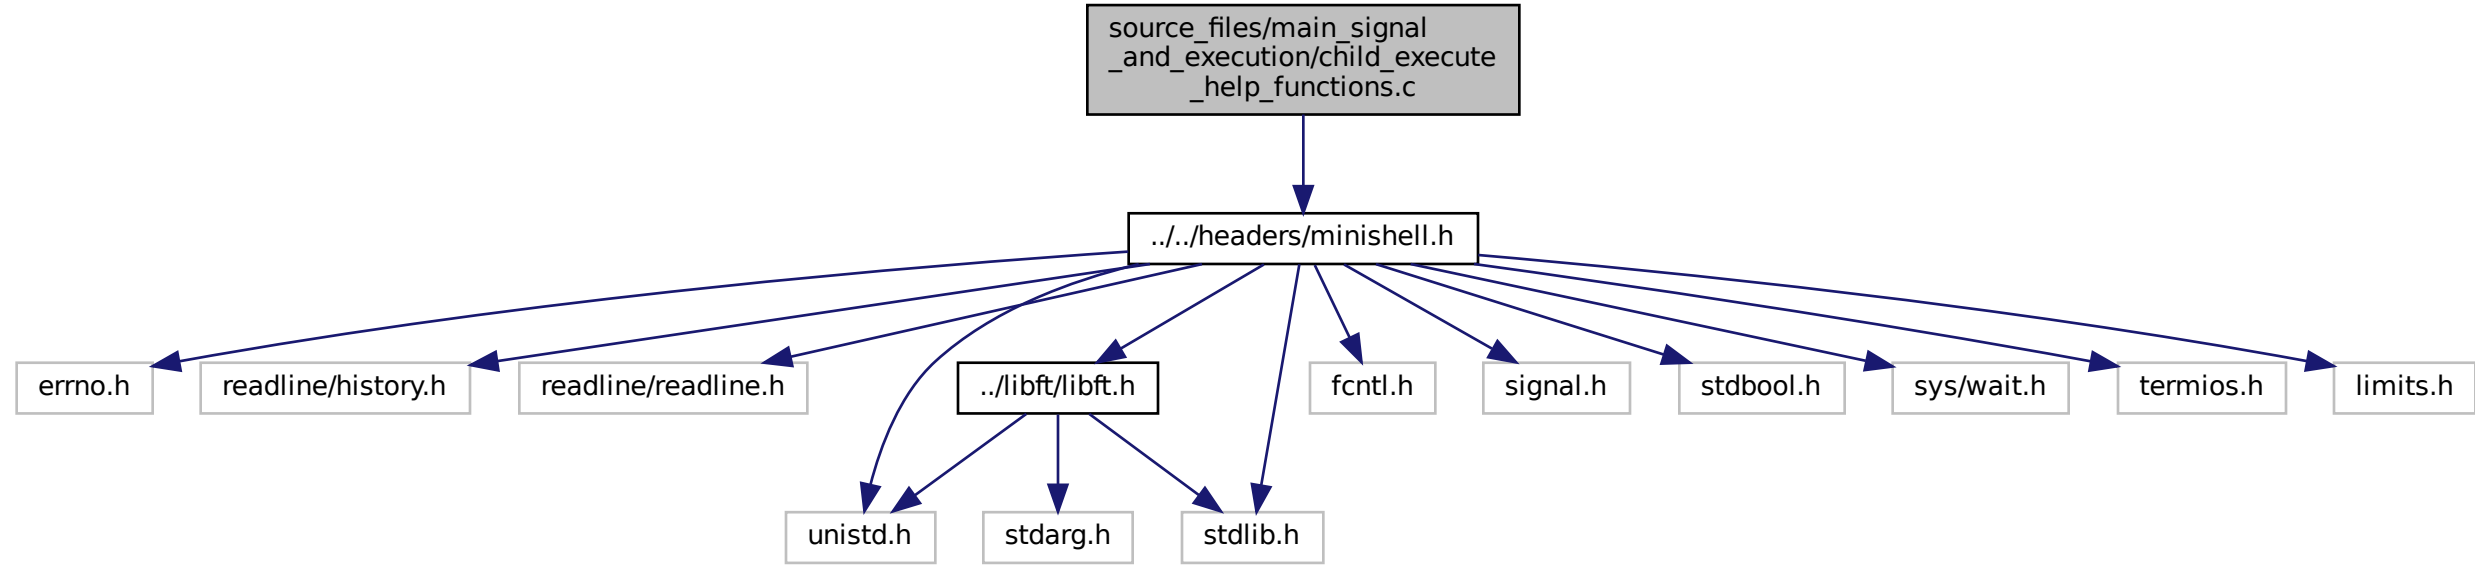 source_files/main_signal
_and_execution/child_execute
_help_functions.c
../../headers/minishell.h
errno.h
readline/history.h
readline/readline.h
../libft/libft.h
fcntl.h
signal.h
stdbool.h
sys/wait.h
termios.h
limits.h
unistd.h
stdarg.h
stdlib.h